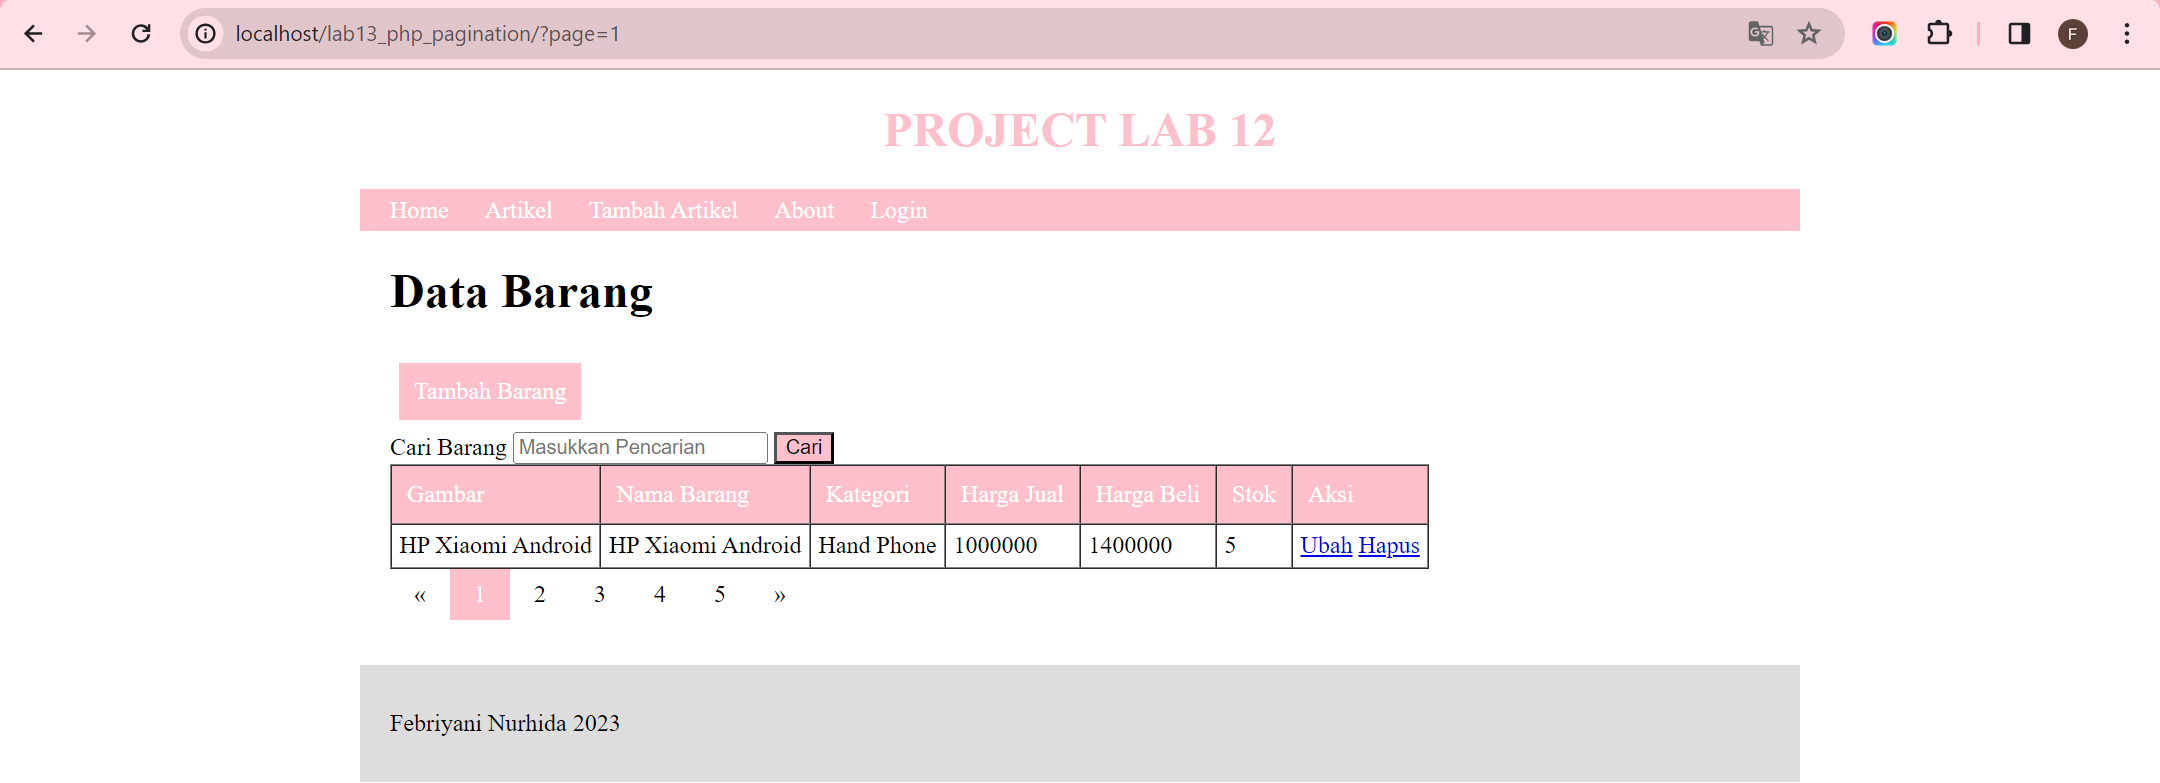 localhost/lab13_php_pagination/?page=1
F
PROJECT LAB 12
Home Artikel Tambah Artikel About Login
Data Barang
Tambah Barang
Cari Barang Masukkan Pencarian Cari
Gambar Nama Barang Kategori Harga Jual Harga Beli Stok Aksi
HP Xiaomi Android HP Xiaomi Android Hand Phone 1000000 1400000 5 Ubah Hapus
« 1 2 3 4 5 »
Febriyani Nurhida 2023